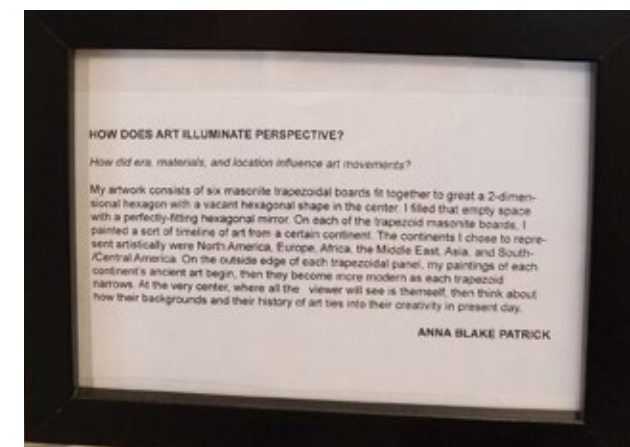 HOW DOES ART ILLUMINATE PERSPECTIVE?
How did era, materials, and location influence art movements?
My artwork consists of six masonite trapezoidal boards fit together to great a 2-dimen-
sional hexagon with a vacant hexagonal shape in the center. I filled that empty space
with a perfectly-fitting hexagonal mirror. On each of the trapezoid masonite boards, I
painted a sort of timeline of art from a certain continent. The continents I chose to repre-
sent artistically were North America, Europe, Africa, the Middle East, Asia, and South-
/Central America. On the outside edge of each trapezoidal panel, my paintings of each
continent's ancient art begin, then they become more modern as each trapezoid
narrows. At the very center, where all the viewer will see is themself, then think about
how their backgrounds and their history of art ties into their creativity in present day.
ANNA BLAKE PATRICK